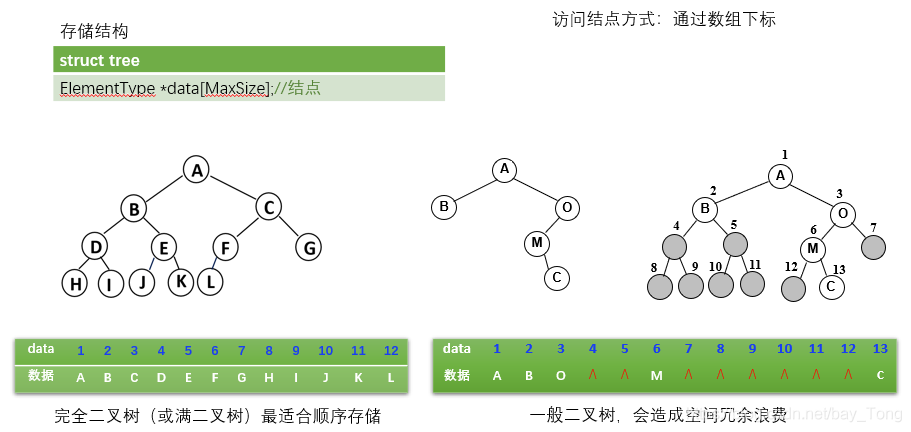 存储结构
访问结点方式：通过数组下标
struct tree
ElementType *data[MaxSize];//结点
A
B C
D E F G
H I J K L
A
B O
M
C
1
A
2 3
B O
4 5 6 7
M
8 9 10 11 12 13
C
data 1 2 3 4 5 6 7 8 9 10 11 12
数据 A B C D E F G H I J K L
data 1 2 3 4 5 6 7 8 9 10 11 12 13
数据 A B O ∧ ∧ M ∧ ∧ ∧ ∧ ∧ ∧ C
完全二叉树（或满二叉树）最适合顺序存储
一般二叉树，会造成空间冗余浪费